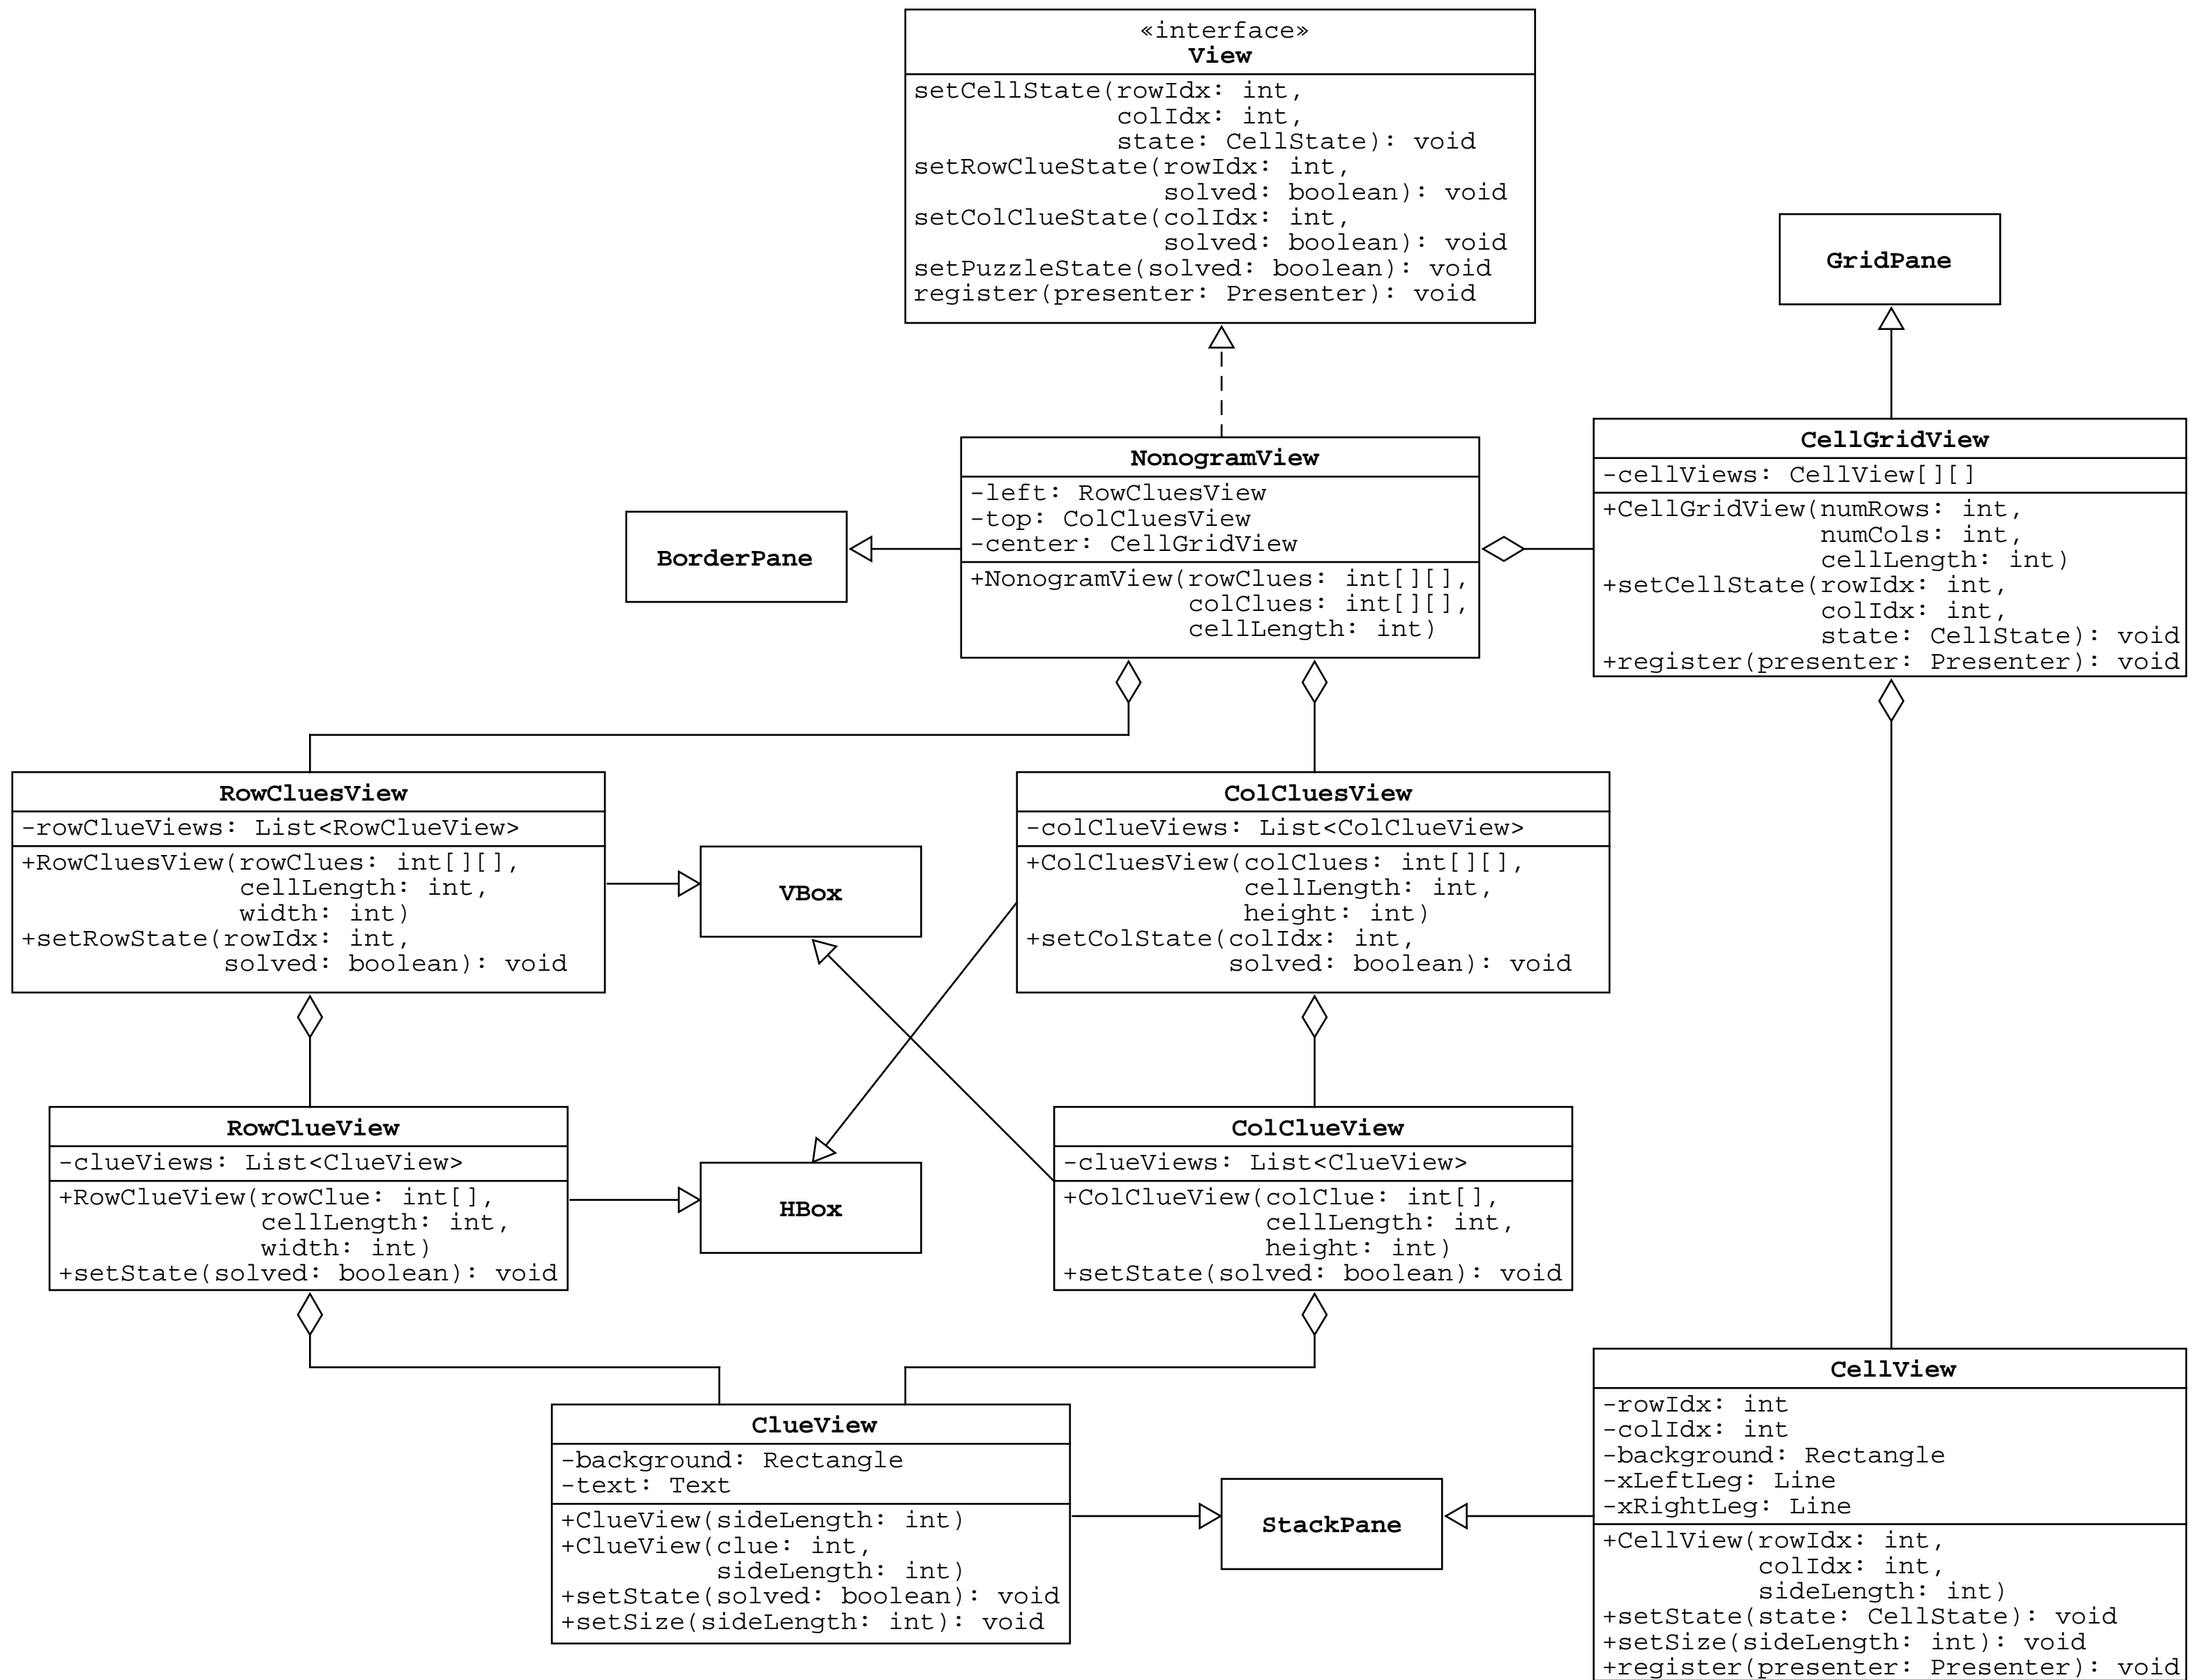 «interface»
View
setCellState(rowIdx: int,
colIdx: int,
state: CellState): void
setRowClueState(rowIdx: int,
solved: boolean): void
setColClueState(colIdx: int,
solved: boolean): void
setPuzzleState(solved: boolean): void
register(presenter: Presenter): void
GridPane
NonogramView
-left: RowCluesView
-top: ColCluesView
-center: CellGridView
+NonogramView(rowClues: int[][],
colClues: int[][],
cellLength: int)
CellGridView
-cellViews: CellView[][]
+CellGridView(numRows: int,
numCols: int,
cellLength: int)
+setCellState(rowIdx: int,
colIdx: int,
state: CellState): void
+register(presenter: Presenter): void
BorderPane
RowCluesView
-rowClueViews: List<RowClueView>
+RowCluesView(rowClues: int[][],
cellLength: int,
width: int)
+setRowState(rowIdx: int,
solved: boolean): void
VBox
ColCluesView
-colClueViews: List<ColClueView>
+ColCluesView(colClues: int[][],
cellLength: int,
height: int)
+setColState(colIdx: int,
solved: boolean): void
RowClueView
-clueViews: List<ClueView>
+RowClueView(rowClue: int[],
cellLength: int,
width: int)
+setState(solved: boolean): void
HBox
ColClueView
-clueViews: List<ClueView>
+ColClueView(colClue: int[],
cellLength: int,
height: int)
+setState(solved: boolean): void
ClueView
-background: Rectangle
-text: Text
+ClueView(sideLength: int)
+ClueView(clue: int,
sideLength: int)
+setState(solved: boolean): void
+setSize(sideLength: int): void
StackPane
CellView
-rowIdx: int
-colIdx: int
-background: Rectangle
-xLeftLeg: Line
-xRightLeg: Line
+CellView(rowIdx: int,
colIdx: int,
sideLength: int)
+setState(state: CellState): void
+setSize(sideLength: int): void
+register(presenter: Presenter): void